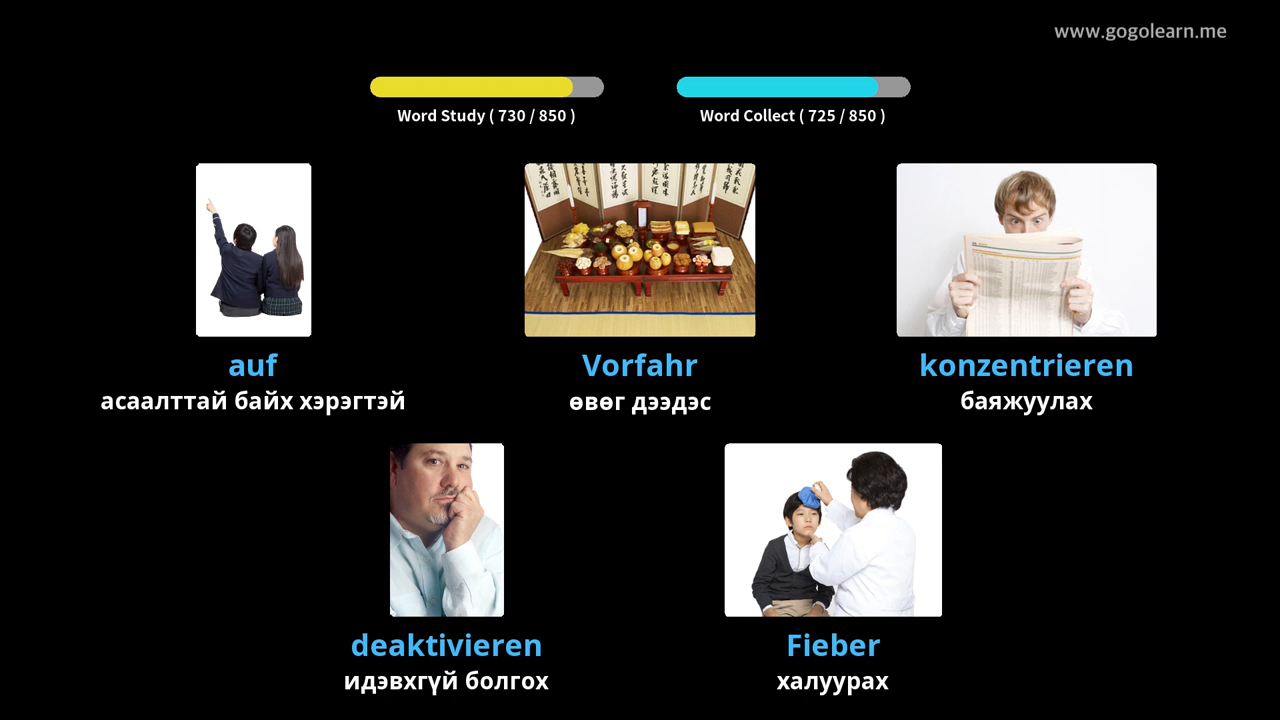 www.gogolearn.me
Word Study ( 730 / 850 )
Word Collect ( 725 / 850 )
auf
асаалттай байх хэрэгтэй
Vorfahr
өвөг дээдэс
konzentrieren
баяжуулах
deaktivieren
идэвхгүй болгох
Fieber
халуурах